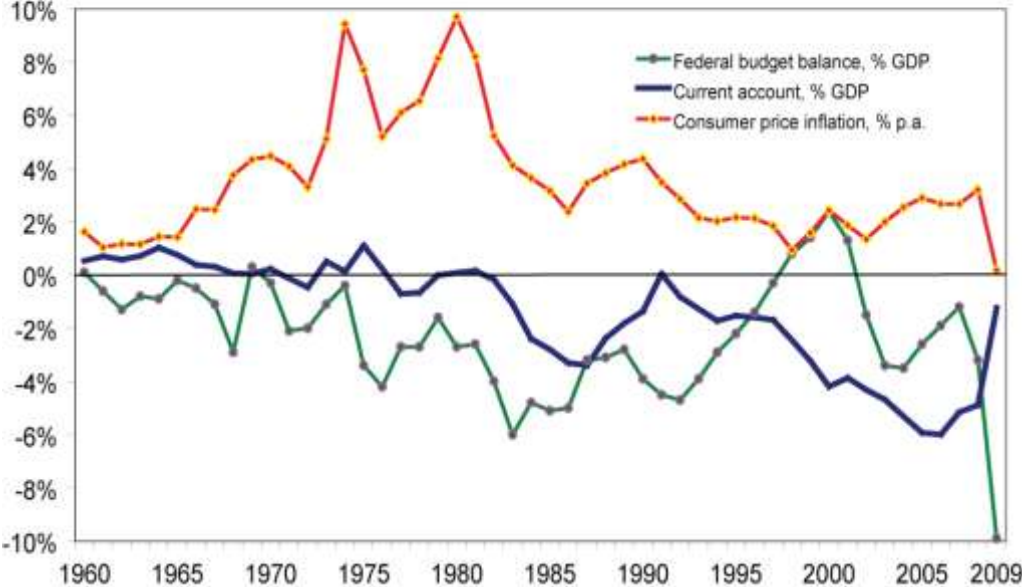 10%
8%
6%
4%
2%
0%
-2%
-4%
-6%
-8%
-10%
Federal budget balance, % GDP
Current account, % GDP
Consumer price inflation, % p.a.
1960 1965 1970 1975 1980 1985 1990 1995 2000 2005 2009